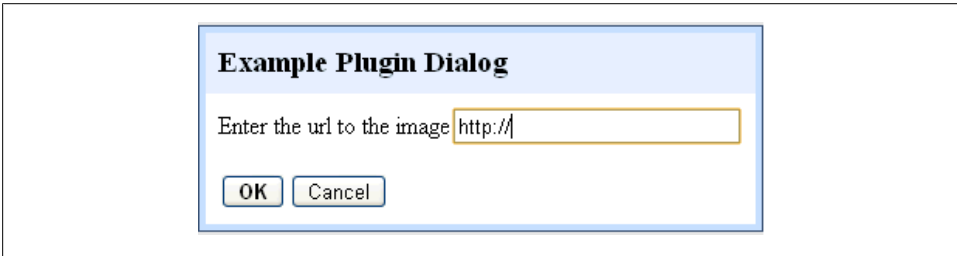 Example Plugin Dialog
Enter the url to the image http://
OK Cancel